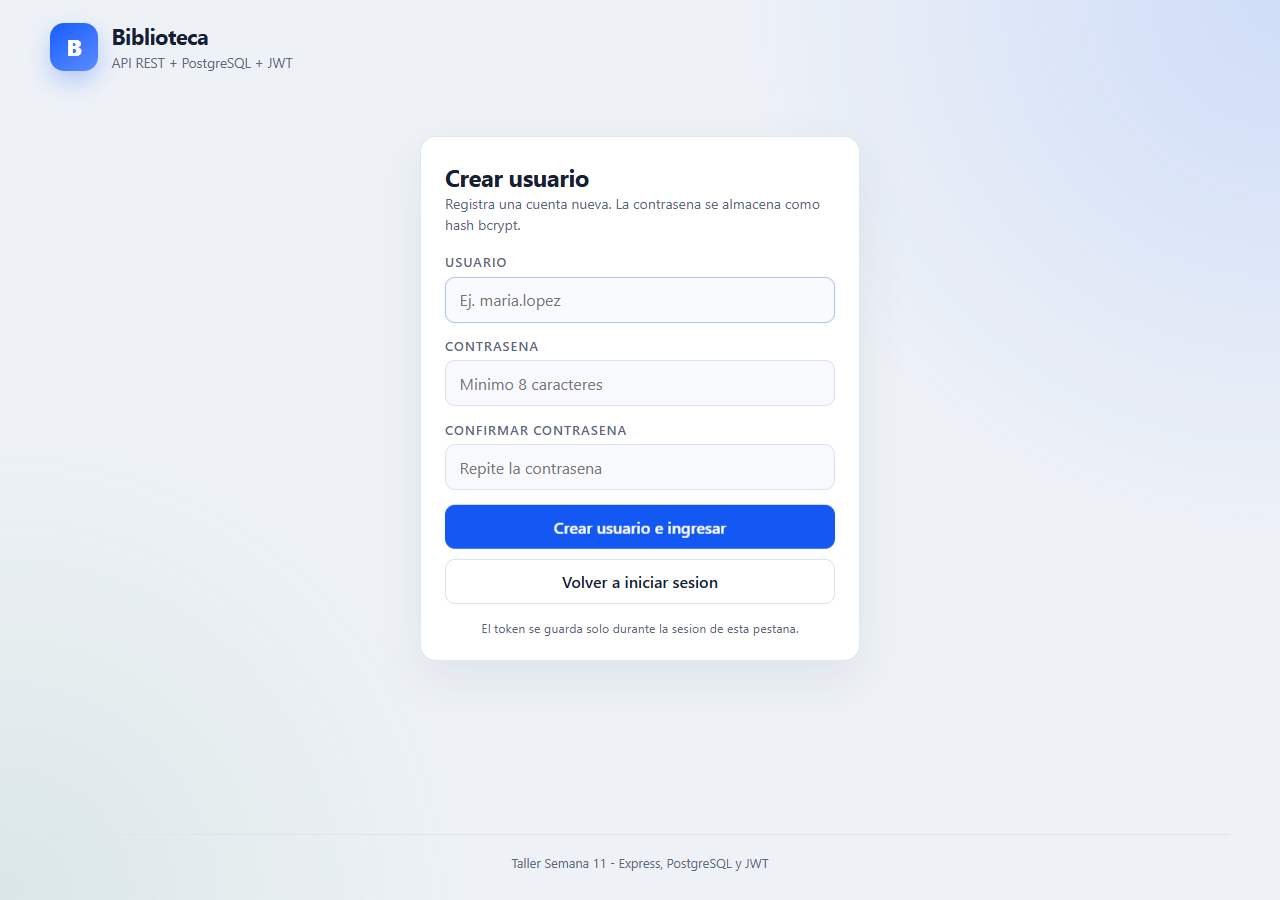 B
Biblioteca
API REST + PostgreSQL + JWT
Crear usuario
Registra una cuenta nueva. La contrasena se almacena como
hash bcrypt.
USUARIO
Ej. maria.lopez
CONTRASENA
Minimo 8 caracteres
CONFIRMAR CONTRASENA
Repite la contrasena
Crear usuario e ingresar
Volver a iniciar sesion
El token se guarda solo durante la sesion de esta pestana.
Taller Semana 11 - Express, PostgreSQL y JWT